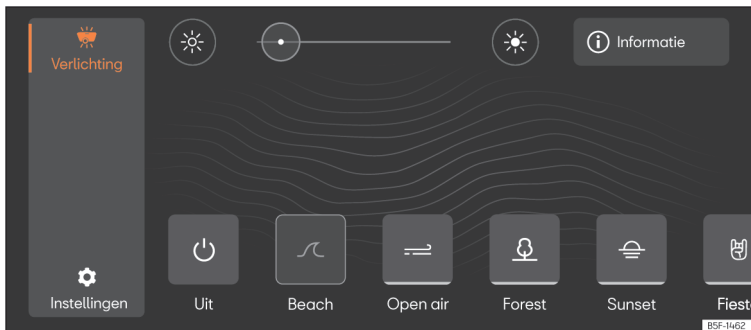 Verlichting
Informatie
Instellingen
Uit
Beach
Open air
Forest
Sunset
Fiest
B5F-1462